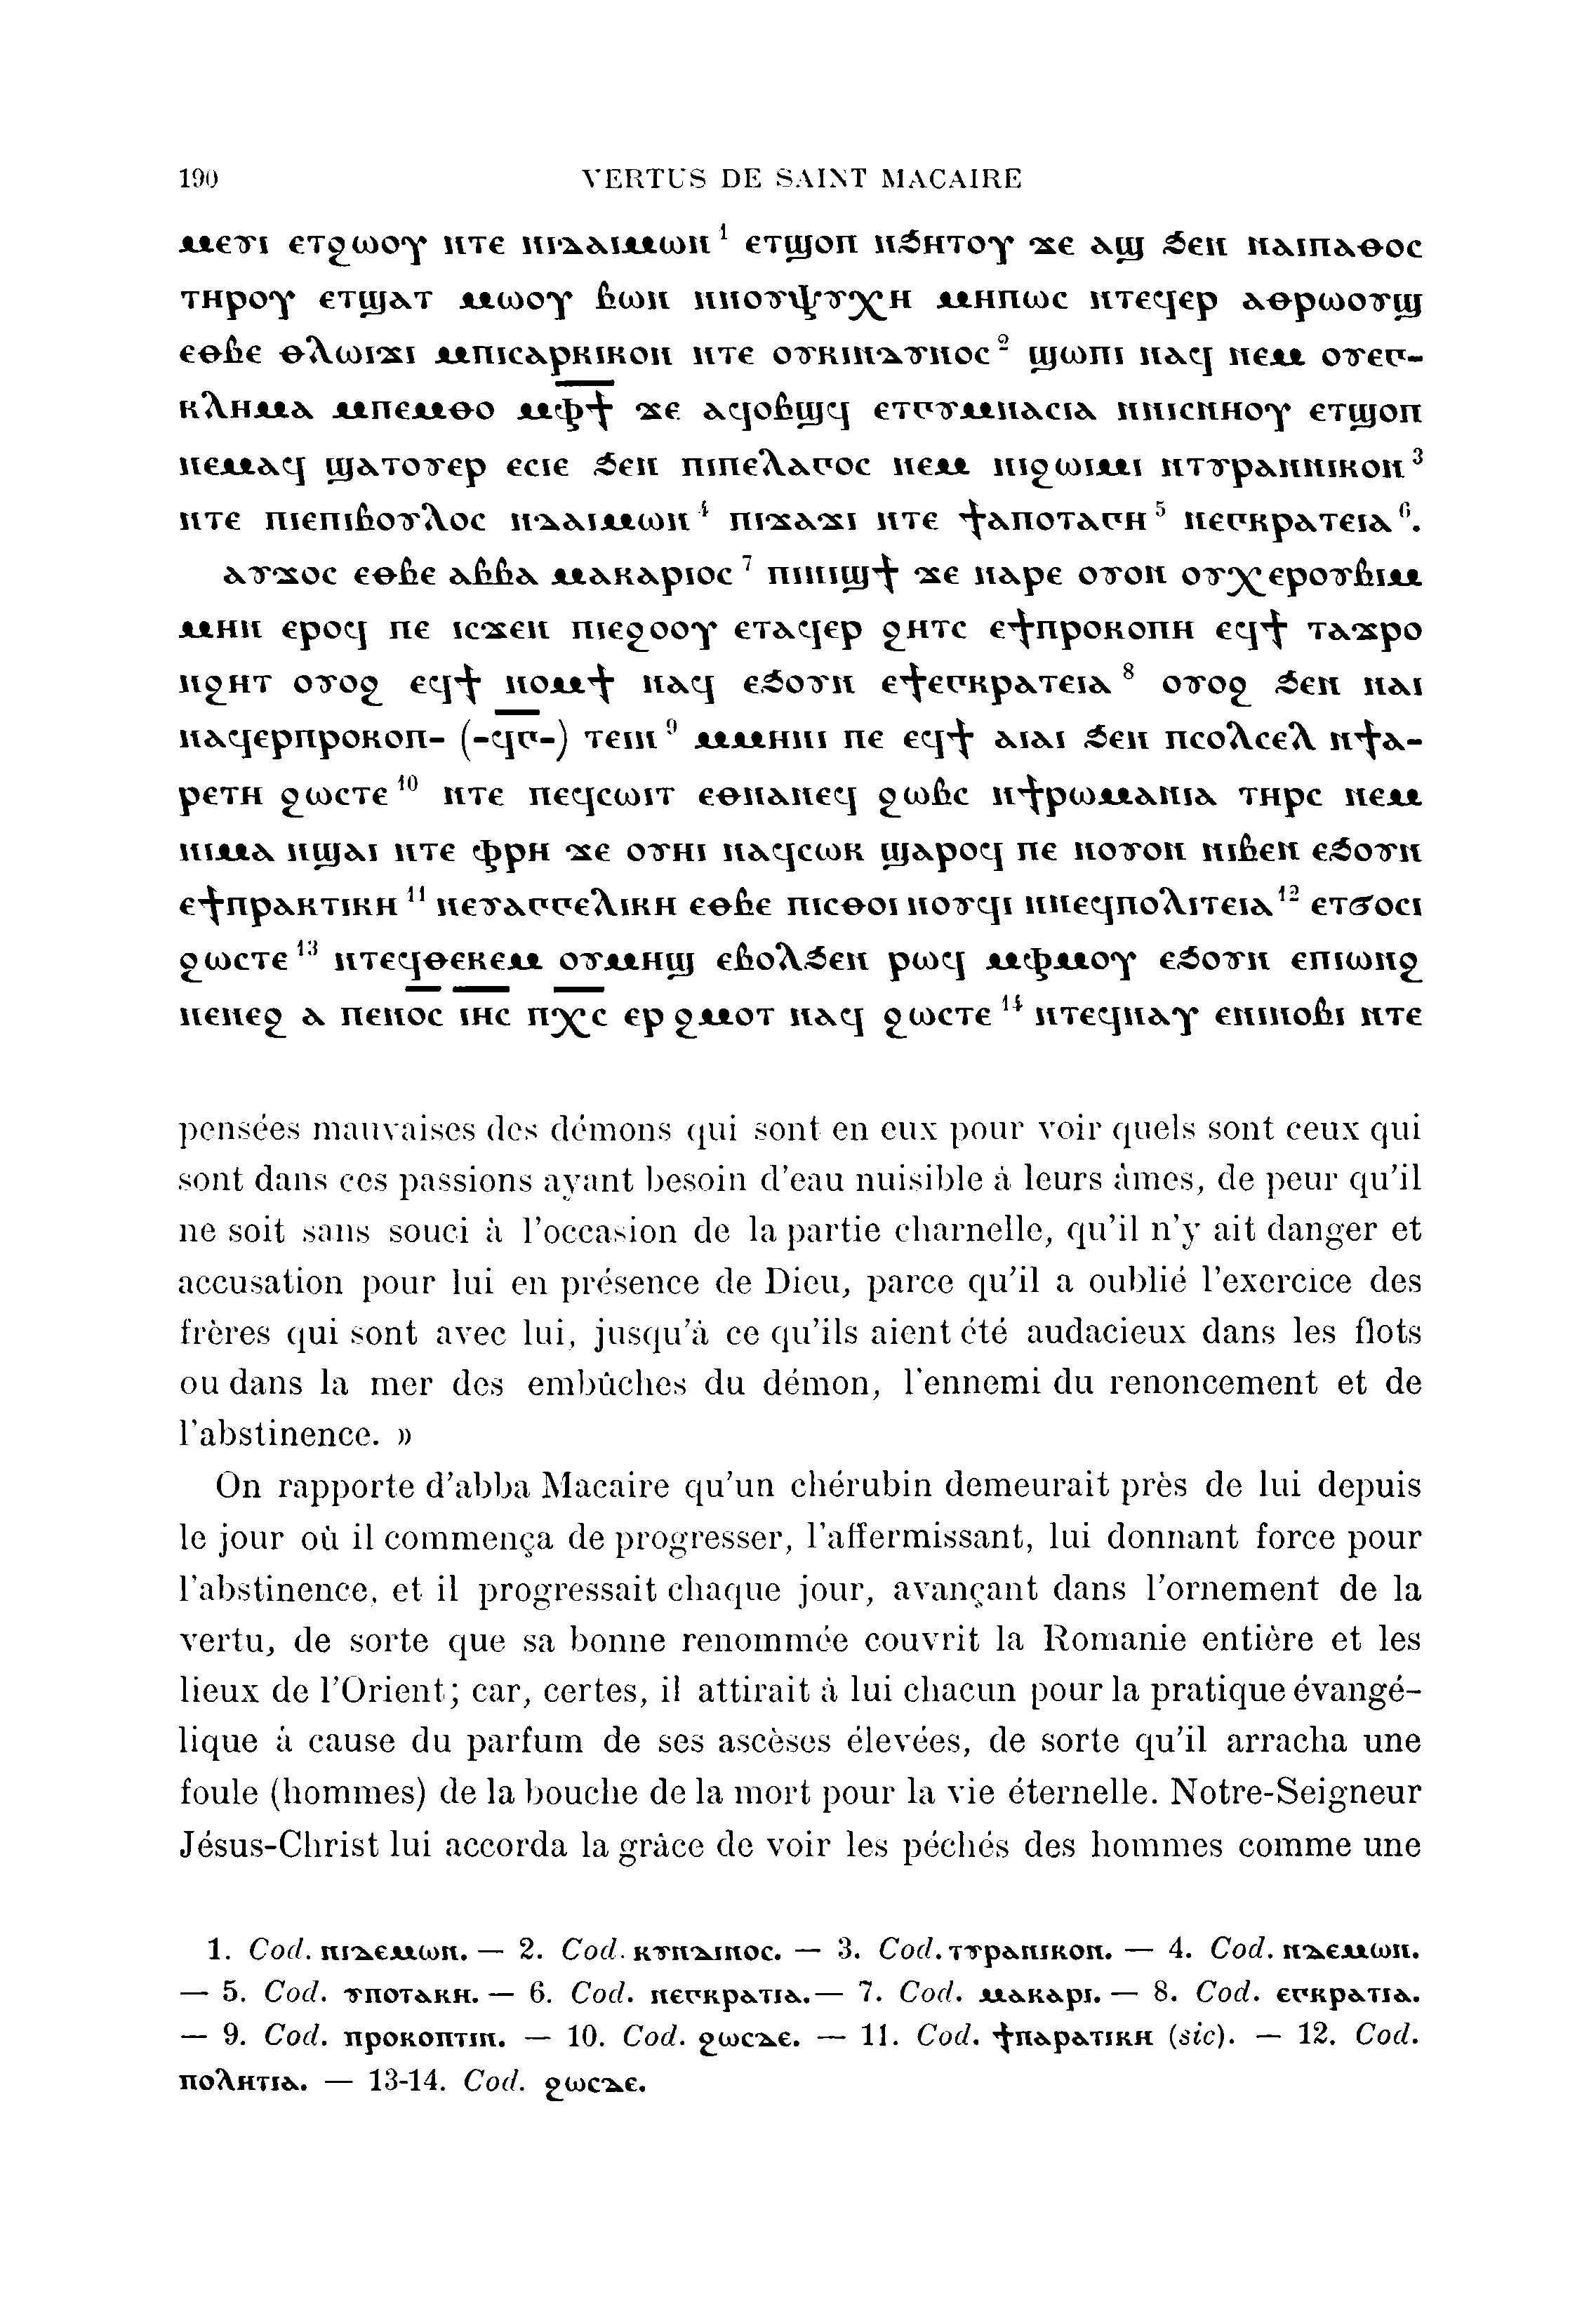 190 VERTUS DE SAINT MACAIRE
ⲙⲉⲩⲓ ⲉⲧϩⲱⲟⲩ ⲛⲧⲉ ⲛⲓⲇⲁⲓⲙⲱⲛ¹ ⲉⲧϣⲟⲡ ⲛϧⲏⲧⲟⲩ ϫⲉ ⲁϣ ϧⲉⲛ ⲛⲁⲓⲡⲁⲑⲟⲥ
ⲧⲏⲣⲟⲩ ⲉⲧϣⲁⲧ ⲙⲱⲟⲩ ⲃⲱⲛ ⲛⲛⲟⲩⲯⲩⲭⲏ ⲙⲏⲡⲱⲥ ⲛⲧⲉϥⲉⲣ ⲁⲑⲣⲱⲟⲩϣ
ⲉⲑⲃⲉ ⲑⲗⲱⲓϫⲓ ⲙⲡⲓⲥⲁⲣⲕⲓⲕⲟⲛ ⲛⲧⲉ ⲟⲩⲕⲓⲛⲇⲩⲛⲟⲥ² ϣⲱⲡⲓ ⲛⲁϥ ⲛⲉⲙ ⲟⲩⲉⲅ-
ⲕⲗⲏⲙⲁ ⲙⲡⲉⲙⲑⲟ ⲙ̅ⲫ̅ϯ̅ ϫⲉ ⲁϥⲟⲃϣϥ ⲉⲧⲅⲩⲙⲛⲁⲥⲓⲁ ⲛⲛⲓⲥⲛⲏⲟⲩ ⲉⲧϣⲟⲡ
ⲛⲉⲙⲁϥ ϣⲁⲧⲟⲩⲉⲣ ⲉⲥⲓⲉ ϧⲉⲛ ⲡⲓⲡⲉⲗⲁⲅⲟⲥ ⲛⲉⲙ ⲛⲓϩⲱⲓⲙⲓ ⲛⲧⲩⲣⲁⲛⲛⲓⲕⲟⲛ³
ⲛⲧⲉ ⲡⲓⲉⲡⲓⲃⲟⲩⲗⲟⲥ ⲛⲇⲁⲓⲙⲱⲛ⁴ ⲡⲓϫⲁϫⲓ ⲛⲧⲉ ϯⲁⲡⲟⲧⲁⲅⲏ⁵ ⲛⲉⲅⲕⲣⲁⲧⲉⲓⲁ⁶.
ⲁⲩϫⲟⲥ ⲉⲑⲃⲉ ⲁⲃⲃⲁ ⲙⲁⲕⲁⲣⲓⲟⲥ⁷ ⲡⲓⲛⲓϣϯ ϫⲉ ⲛⲁⲣⲉ ⲟⲩⲟⲛ ⲟⲩⲭⲉⲣⲟⲩⲃⲓⲙ
ⲙⲏⲛ ⲉⲣⲟϥ ⲡⲉ ⲓⲥϫⲉⲛ ⲡⲓⲉϩⲟⲟⲩ ⲉⲧⲁϥⲉⲣ ϩⲏⲧⲥ ⲉϯⲡⲣⲟⲕⲟⲡⲏ ⲉϥϯ ⲧⲁϫⲣⲟ
ⲛϩⲏⲧ ⲟⲩⲟϩ ⲉϥϯ ⲛⲟⲙϯ ⲛⲁϥ ⲉϧⲟⲩⲛ ⲉϯⲉⲅⲕⲣⲁⲧⲉⲓⲁ⁸ ⲟⲩⲟϩ ϧⲉⲛ ⲛⲁⲓ
ⲛⲁϥⲉⲣⲡⲣⲟⲕⲟⲡ- (-ϥ̅ⲅ̅-) ⲧⲉⲓⲛ⁹ ⲙⲙⲏⲛⲓ ⲡⲉ ⲉϥϯ ⲁⲓⲁⲓ ϧⲉⲛ ⲡⲥⲟⲗⲥⲉⲗ ⲛϯⲁ-
ⲣⲉⲧⲏ ϩⲱⲥⲧⲉ¹⁰ ⲛⲧⲉ ⲡⲉϥⲥⲱⲓⲧ ⲉⲑⲛⲁⲛⲉϥ ϩⲱⲃⲥ ⲛϯⲣⲱⲙⲁⲛⲓⲁ ⲧⲏⲣⲥ ⲛⲉⲙ
ⲛⲓⲙⲁ ⲛϣⲁⲓ ⲛⲧⲉ ⲫⲣⲏ ϫⲉ ⲟⲩⲏⲓ ⲛⲁϥⲥⲱⲕ ϣⲁⲣⲟϥ ⲡⲉ ⲛⲟⲩⲟⲛ ⲛⲓⲃⲉⲛ ⲉϧⲟⲩⲛ
ⲉϯⲡⲣⲁⲕⲧⲓⲕⲏ¹¹ ⲛⲉⲩⲁⲅⲅⲉⲗⲓⲕⲏ ⲉⲑⲃⲉ ⲡⲓⲥⲑⲟⲓ ⲛⲟⲩϥⲓ ⲛⲛⲉϥⲡⲟⲗⲓⲧⲉⲓⲁ¹² ⲉⲧϭⲟⲥⲓ
ϩⲱⲥⲧⲉ¹³ ⲛⲧⲉϥⲑⲉⲕⲉⲙ ⲟⲩⲙⲏϣ ⲉⲃⲟⲗϧⲉⲛ ⲣⲱϥ ⲙⲫⲙⲟⲩ ⲉϧⲟⲩⲛ ⲉⲡⲓⲱⲛϩ
ⲛⲉⲛⲉϩ ⲁ ⲡⲉⲛⲟ̅ⲥ̅ ⲓ̅ⲏ̅ⲥ̅ ⲡ̅ⲭ̅ⲥ̅ ⲉⲣ ϩⲙⲟⲧ ⲛⲁϥ ϩⲱⲥⲧⲉ¹⁴ ⲛⲧⲉϥⲛⲁⲩ ⲉⲛⲓⲛⲟⲃⲓ ⲛⲧⲉ
pensées mauvaises des démons qui sont en eux pour voir quels sont ceux qui
sont dans ces passions ayant besoin d'eau nuisible à leurs âmes, de peur qu'il
ne soit sans souci à l'occasion de la partie charnelle, qu'il n'y ait danger et
accusation pour lui en présence de Dieu, parce qu'il a oublié l'exercice des
frères qui sont avec lui, jusqu'à ce qu'ils aient été audacieux dans les flots
ou dans la mer des embûches du démon, l'ennemi du renoncement et de
l'abstinence. »
On rapporte d'abba Macaire qu'un chérubin demeurait près de lui depuis
le jour où il commença de progresser, l'affermissant, lui donnant force pour
l'abstinence, et il progressait chaque jour, avançant dans l'ornement de la
vertu, de sorte que sa bonne renommée couvrit la Romanie entière et les
lieux de l'Orient; car, certes, il attirait à lui chacun pour la pratique évangé-
lique à cause du parfum de ses ascèses élevées, de sorte qu'il arracha une
foule (hommes) de la bouche de la mort pour la vie éternelle. Notre-Seigneur
Jésus-Christ lui accorda la grâce de voir les péchés des hommes comme une
1. Cod. ⲛⲓⲇⲉⲙⲱⲛ. — 2. Cod. ⲕⲩⲛⲇⲓⲛⲟⲥ. — 3. Cod. ⲧⲩⲣⲁⲛⲓⲕⲟⲛ. — 4. Cod. ⲛⲇⲉⲙⲱⲛ.
— 5. Cod. ⲩⲡⲟⲧⲁⲕⲏ. — 6. Cod. ⲛⲉⲅⲕⲣⲁⲧⲓⲁ. — 7. Cod. ⲙⲁⲕⲁⲣⲓ. — 8. Cod. ⲉⲅⲕⲣⲁⲧⲓⲁ.
— 9. Cod. ⲡⲣⲟⲕⲟⲡⲧⲓⲛ. — 10. Cod. ϩⲱⲥⲇⲉ. — 11. Cod. ϯⲡⲁⲣⲁⲧⲓⲕⲏ (sic). — 12. Cod.
ⲡⲟⲗⲏⲧⲓⲁ. — 13-14. Cod. ϩⲱⲥⲇⲉ.